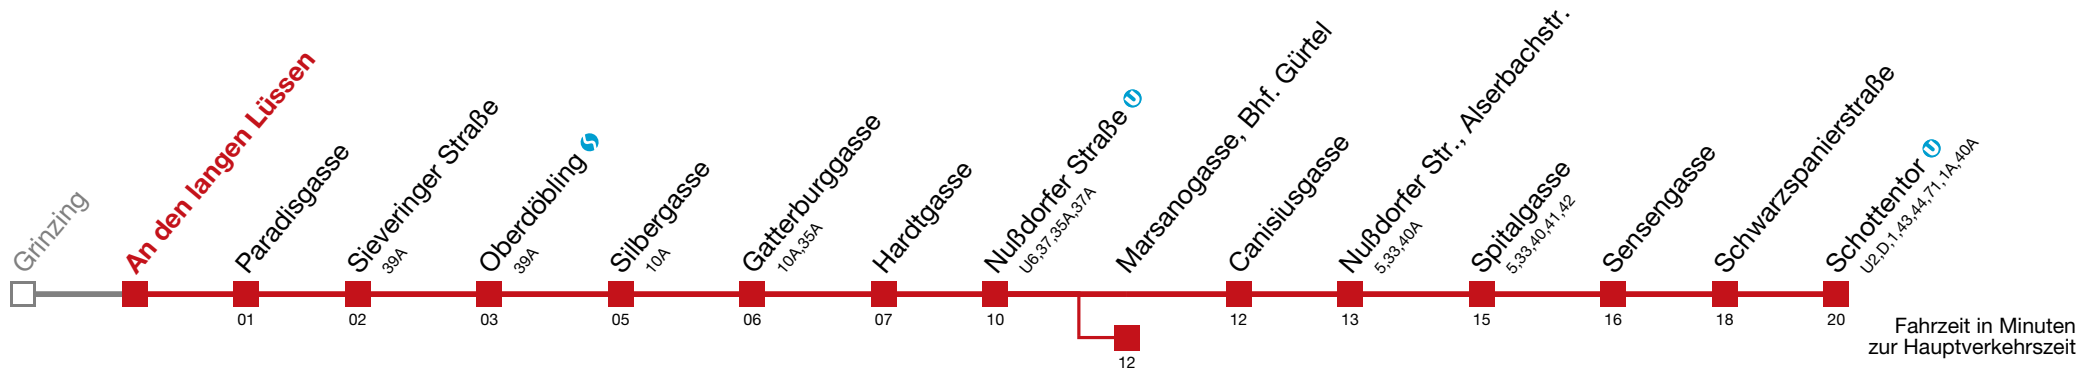 Grinzing
An den langen Lüssen
Paradisgasse
01
Sieveringer Straße
39A
02
Oberdöbling
39A
03
Silbergasse
10A
05
Gatterburggasse
10A,35A
06
Hardtgasse
07
Nußdorfer Straße U
U6,37,35A,37A
10
Marsanogasse, Bhf. Gürtel
12
Canisiusgasse
12
Nußdorfer Str., Alserbachstr.
5,33,40A
13
Spitalgasse
5,33,40,41,42
15
Sensengasse
16
Schwarzspanierstraße
18
Schottentor U
U2,D,1,43,44,71,1A,40A
20
Fahrzeit in Minuten
zur Hauptverkehrszeit